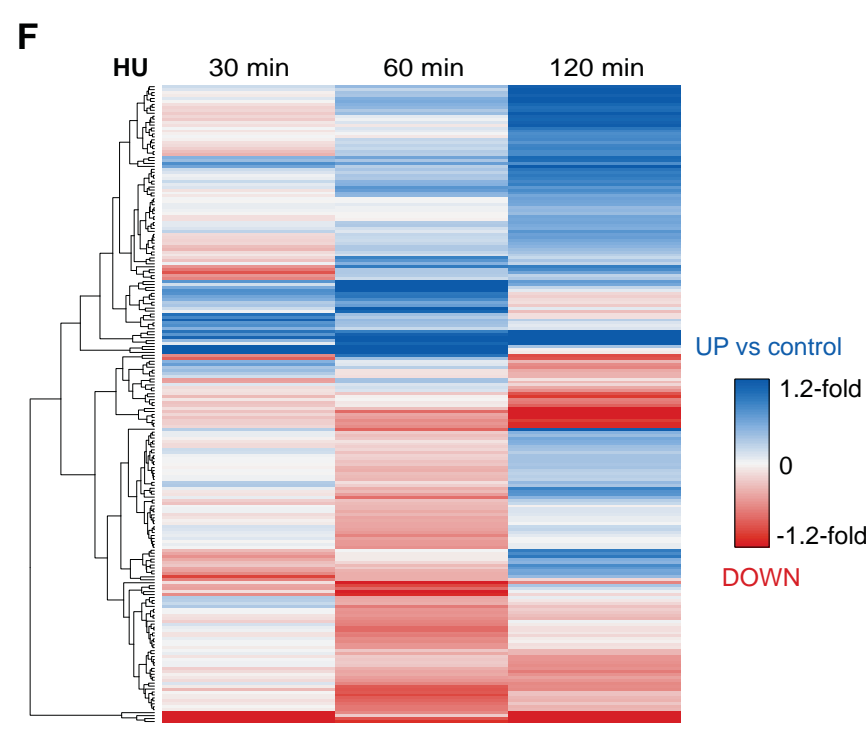 F
HU 30 min 60 min 120 min
UP vs control
1.2-fold
0
-1.2-fold
DOWN